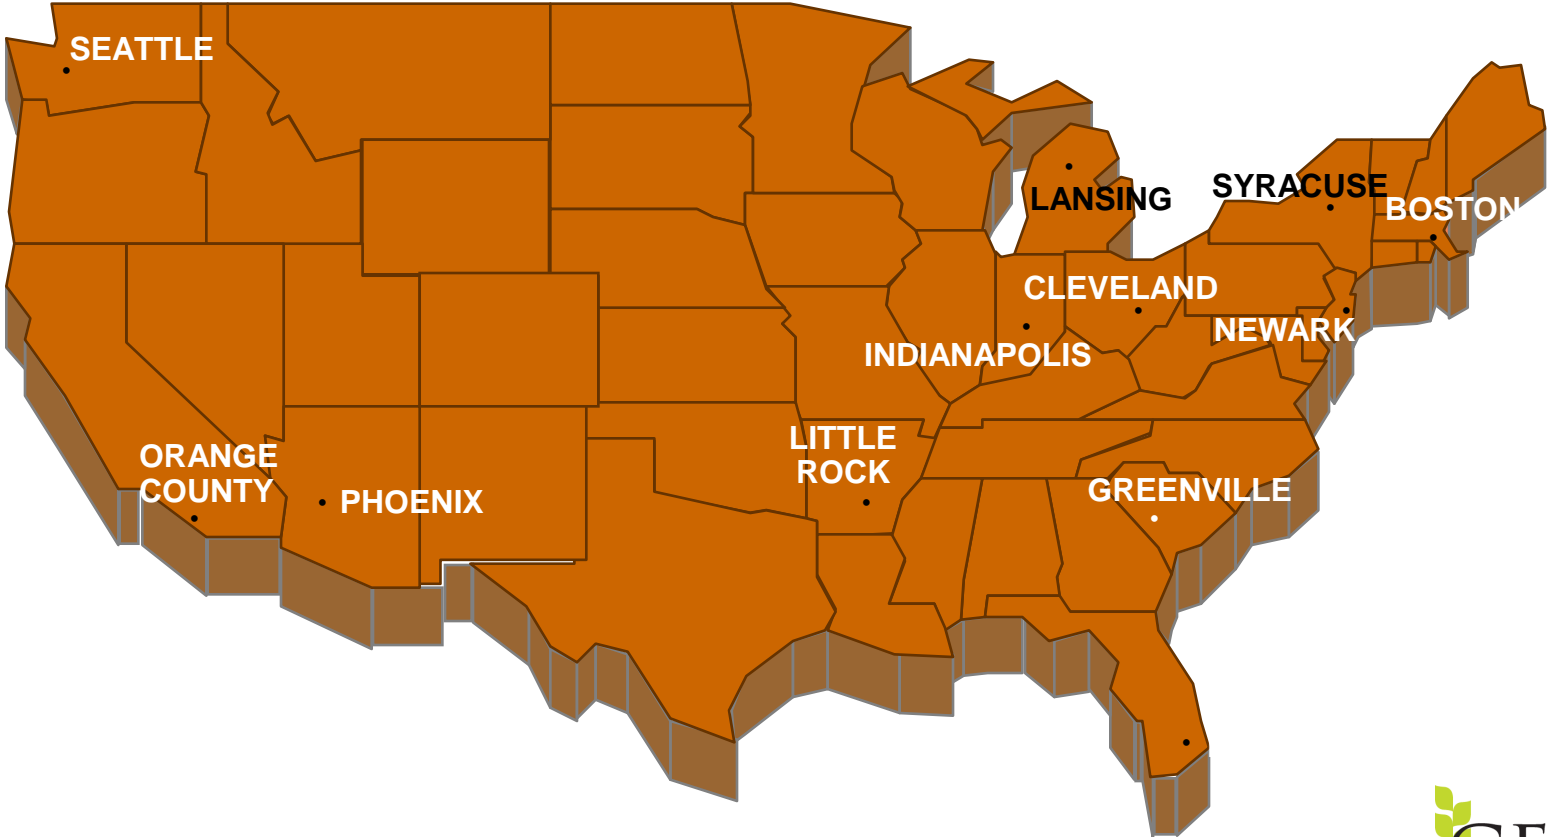 SEATTLE
LANSING
SYRACUSE
BOSTON
CLEVELAND
NEWARK
INDIANAPOLIS
LITTLE
ROCK
ORANGE
COUNTY
PHOENIX
GREENVILLE